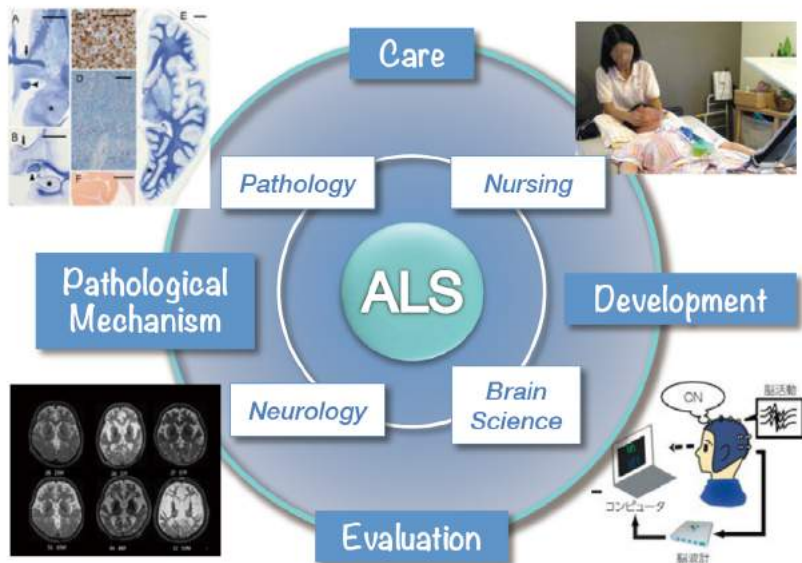 A
C
E
D
B
F
Care
Pathology
Nursing
Pathological
Mechanism
ALS
Development
Neurology
Brain
Science
ON
脳活動
コンピュータ
脳波計
Evaluation